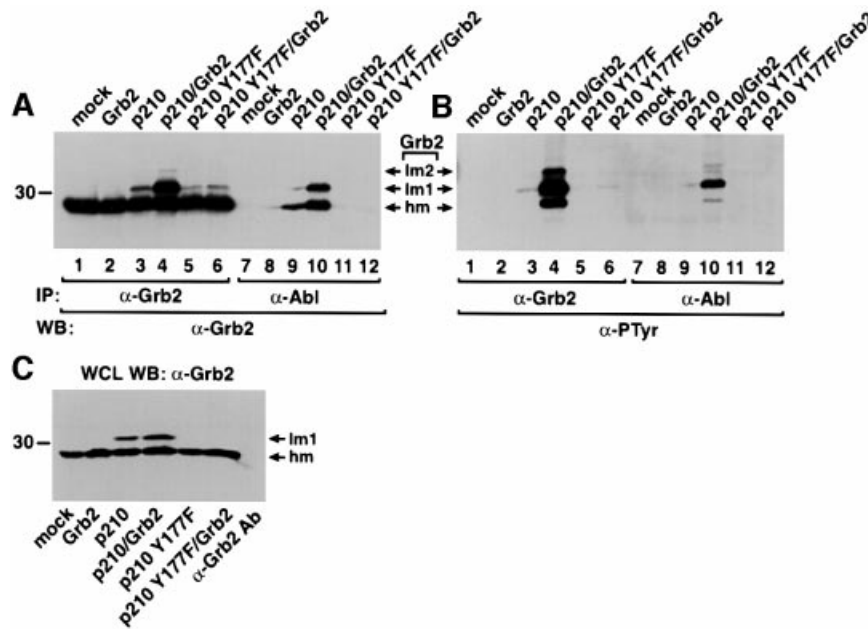 A
mock
Grb2
p210
p210/Grb2
p210 Y177F
p210 Y177F/Grb2
mock
Grb2
p210
p210/Grb2
p210 Y177F
p210 Y177F/Grb2
30
Grb2
lm2
lm1
hm
1 2 3 4 5 6 7 8 9 10 11 12
IP: α-Grb2 α-Abl
WB: α-Grb2
B
mock
Grb2
p210
p210/Grb2
p210 Y177F
p210 Y177F/Grb2
mock
Grb2
p210
p210/Grb2
p210 Y177F
p210 Y177F/Grb2
1 2 3 4 5 6 7 8 9 10 11 12
α-Grb2 α-Abl
α-PTyr
C
WCL WB: α-Grb2
30
lm1
hm
mock
Grb2
p210
p210/Grb2
p210 Y177F
p210 Y177F/Grb2
α-Grb2 Ab